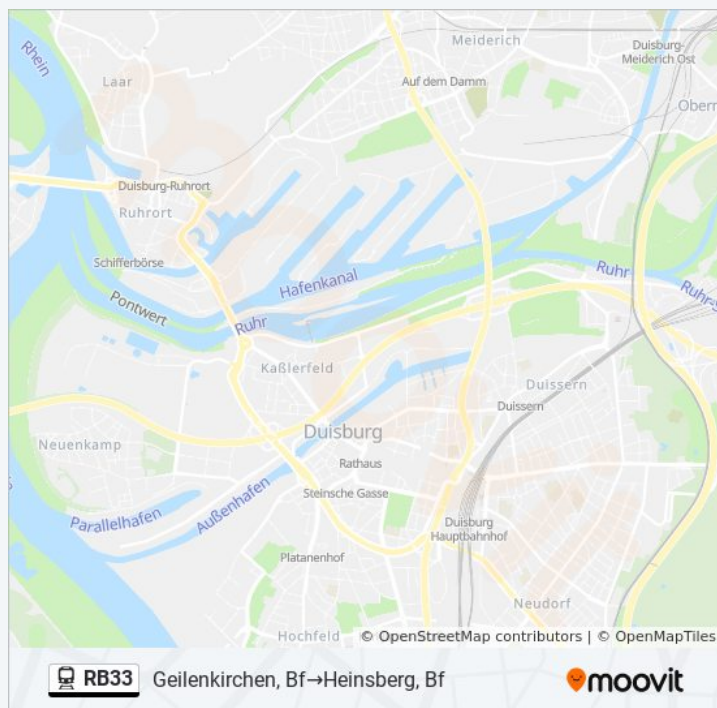 Meiderich
Duisburg-
Meiderich Ost
Rhein
Laar
Auf dem Damm
Duisburg-Ruhrort
Ruhrort
Schifferbörse
Hafenkanal
Ruhr
Pontwert
Ruhr
Kaßlerfeld
Duissern
Duissern
Duisburg
Neuenkamp
Rathaus
Steinsche Gasse
Außenhafen
Parallelhafen
Duisburg
Hauptbahnhof
Platanenhof
Neudorf
Hochfeld
© OpenStreetMap contributors | © OpenMapTiles
RB33 Geilenkirchen, Bf→Heinsberg, Bf
moovit